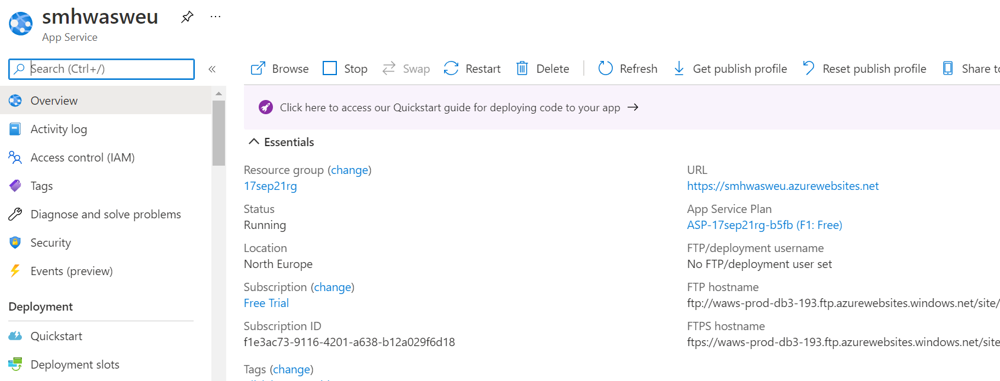 smhwasweu
...
App Service
Search (Ctrl+/)
«
Overview
Activity log
Access control (IAM)
Tags
Diagnose and solve problems
Security
Events (preview)
Deployment
Quickstart
Deployment slots
Browse Stop Swap Restart Delete Refresh Get publish profile Reset publish profile Share
Click here to access our Quickstart guide for deploying code to your app →
Essentials
Resource group (change)
17sep21rg
Status
Running
Location
North Europe
Subscription (change)
Free Trial
Subscription ID
f1e3ac73-9116-4201-a638-b12a029f6d18
Tags (change)
URL
https://smhwasweu.azurewebsites.net
App Service Plan
ASP-17sep21rg-b5fb (F1: Free)
FTP/deployment username
No FTP/deployment user set
FTP hostname
ftp://waws-prod-db3-193.ftp.azurewebsites.windows.net/site/
FTPS hostname
ftps://waws-prod-db3-193.ftp.azurewebsites.windows.net/site